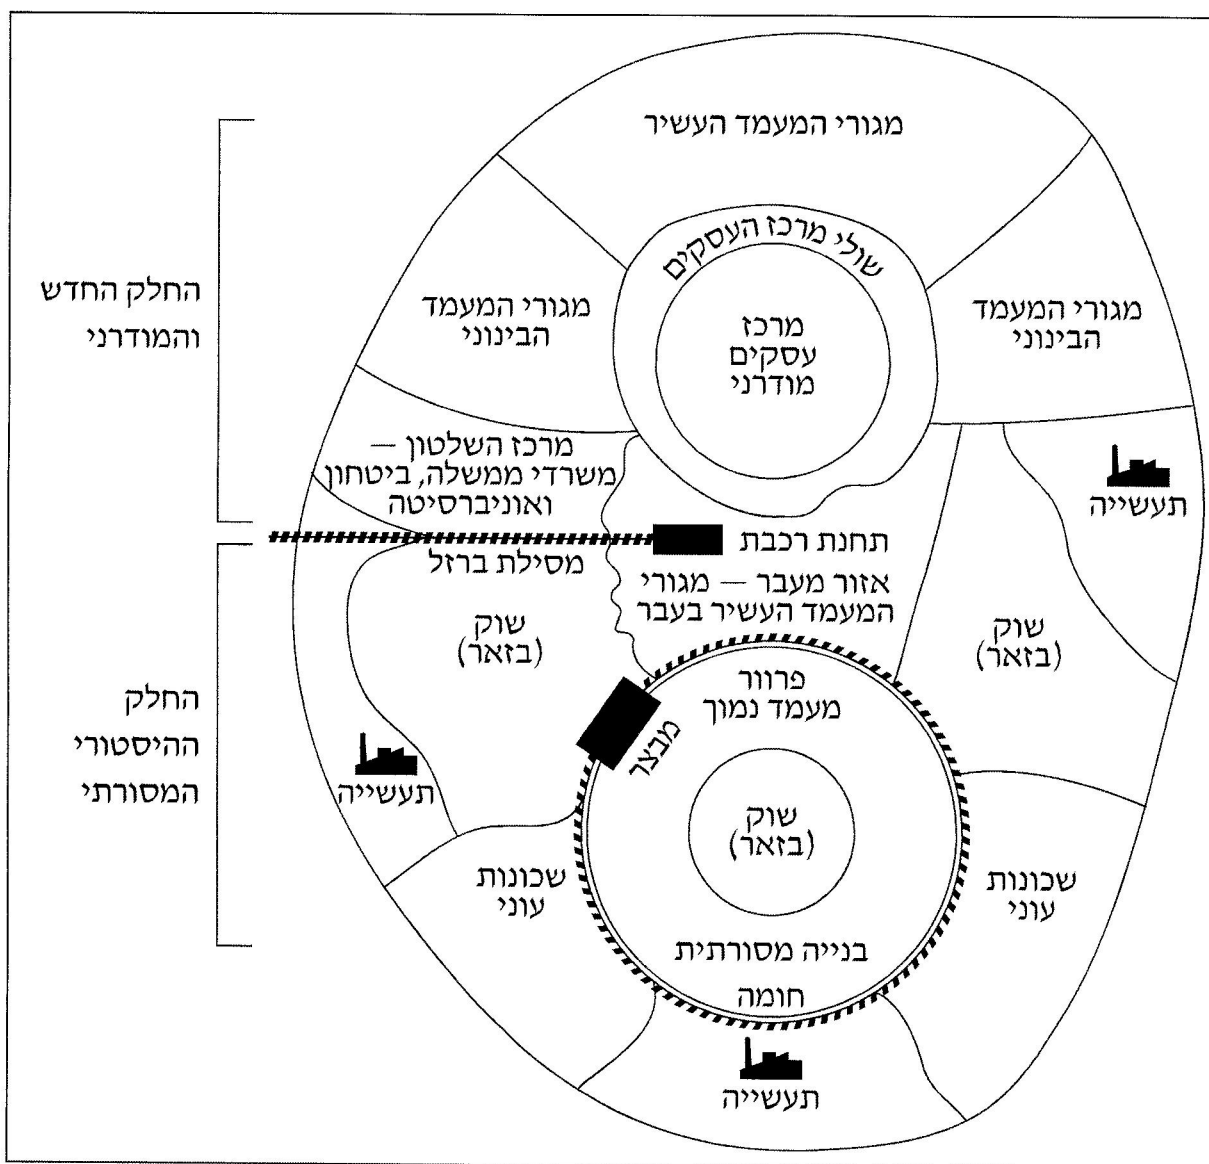 מגורי המעמד העשיר
שולי מרכז העסקים
החלק החדש
והמודרני
מגורי המעמד
הבינוני
מרכז
עסקים
מודרני
מגורי המעמד
הבינוני
מרכז השלטון –
משרדי ממשלה, ביטחון
ואוניברסיטה
תעשייה
תחנת רכבת
מסילת ברזל
אזור מעבר – מגורי
המעמד העשיר בעבר
שוק
(בזאר)
שוק
(בזאר)
החלק
ההיסטורי
המסורתי
פרוור
מעמד נמוך
מבצר
תעשייה
שוק
(בזאר)
שכונות
עוני
שכונות
עוני
בנייה מסורתית
חומה
תעשייה